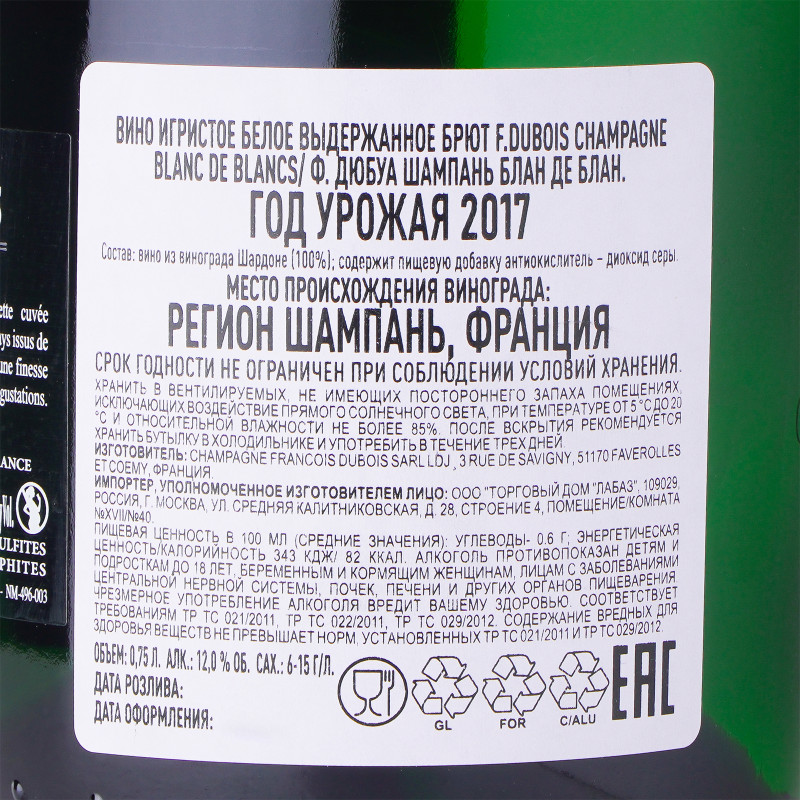 ВИНО ИГРИСТОЕ БЕЛОЕ ВЫДЕРЖАННОЕ БРЮТ F.DUBOIS CHAMPAGNE
BLANC DE BLANCS/ Ф. ДЮБУА ШАМПАНЬ БЛАН ДЕ БЛАН.
ГОД УРОЖАЯ 2017
Состав: вино из винограда Шардоне (100%); содержит пищевую добавку антиокислитель – диоксид серы.
МЕСТО ПРОИСХОЖДЕНИЯ ВИНОГРАДА:
РЕГИОН ШАМПАНЬ, ФРАНЦИЯ
СРОК ГОДНОСТИ НЕ ОГРАНИЧЕН ПРИ СОБЛЮДЕНИИ УСЛОВИЙ ХРАНЕНИЯ.
ХРАНИТЬ В ВЕНТИЛИРУЕМЫХ, НЕ ИМЕЮЩИХ ПОСТОРОННЕГО ЗАПАХА ПОМЕЩЕНИЯХ,
ИСКЛЮЧАЮЩИХ ВОЗДЕЙСТВИЕ ПРЯМОГО СОЛНЕЧНОГО СВЕТА, ПРИ ТЕМПЕРАТУРЕ ОТ 5 °С ДО 20
°С И ОТНОСИТЕЛЬНОЙ ВЛАЖНОСТИ НЕ БОЛЕЕ 85%. ПОСЛЕ ВСКРЫТИЯ РЕКОМЕНДУЕТСЯ
ХРАНИТЬ БУТЫЛКУ В ХОЛОДИЛЬНИКЕ И УПОТРЕБИТЬ В ТЕЧЕНИЕ ТРЕХ ДНЕЙ.
ИЗГОТОВИТЕЛЬ: CHAMPAGNE FRANCOIS DUBOIS SARL LDJ , 3 RUE DE SAVIGNY, 51170 FAVEROLLES
ET COEMY, ФРАНЦИЯ.
ИМПОРТЕР, УПОЛНОМОЧЕННОЕ ИЗГОТОВИТЕЛЕМ ЛИЦО: ООО "ТОРГОВЫЙ ДОМ "ЛАБАЗ", 109029,
РОССИЯ, Г. МОСКВА, УЛ. СРЕДНЯЯ КАЛИТНИКОВСКАЯ, Д. 28, СТРОЕНИЕ 4, ПОМЕЩЕНИЕ/КОМНАТА
№XVII/№40.
ПИЩЕВАЯ ЦЕННОСТЬ В 100 МЛ (СРЕДНИЕ ЗНАЧЕНИЯ): УГЛЕВОДЫ- 0.6 Г; ЭНЕРГЕТИЧЕСКАЯ
ЦЕННОСТЬ/КАЛОРИЙНОСТЬ 343 КДЖ/ 82 ККАЛ. АЛКОГОЛЬ ПРОТИВОПОКАЗАН ДЕТЯМ И
ПОДРОСТКАМ ДО 18 ЛЕТ, БЕРЕМЕННЫМ И КОРМЯЩИМ ЖЕНЩИНАМ, ЛИЦАМ С ЗАБОЛЕВАНИЯМИ
ЦЕНТРАЛЬНОЙ НЕРВНОЙ СИСТЕМЫ, ПОЧЕК, ПЕЧЕНИ И ДРУГИХ ОРГАНОВ ПИЩЕВАРЕНИЯ.
ЧРЕЗМЕРНОЕ УПОТРЕБЛЕНИЕ АЛКОГОЛЯ ВРЕДИТ ВАШЕМУ ЗДОРОВЬЮ. СООТВЕТСТВУЕТ
ТРЕБОВАНИЯМ ТР ТС 021/2011, ТР ТС 022/2011, ТР ТС 029/2012. СОДЕРЖАНИЕ ВРЕДНЫХ ДЛЯ
ЗДОРОВЬЯ ВЕЩЕСТВ НЕ ПРЕВЫШАЕТ НОРМ, УСТАНОВЛЕННЫХ ТР ТС 021/2011 И ТР ТС 029/2012.
ОБЪЕМ: 0,75 Л. АЛК.: 12,0 % ОБ. САХ.: 6-15 Г/Л.
ДАТА РОЗЛИВА:
ДАТА ОФОРМЛЕНИЯ:
GL
FOR
C/ALU
EAC
cuvée
issus de
finesse
NM-496-003